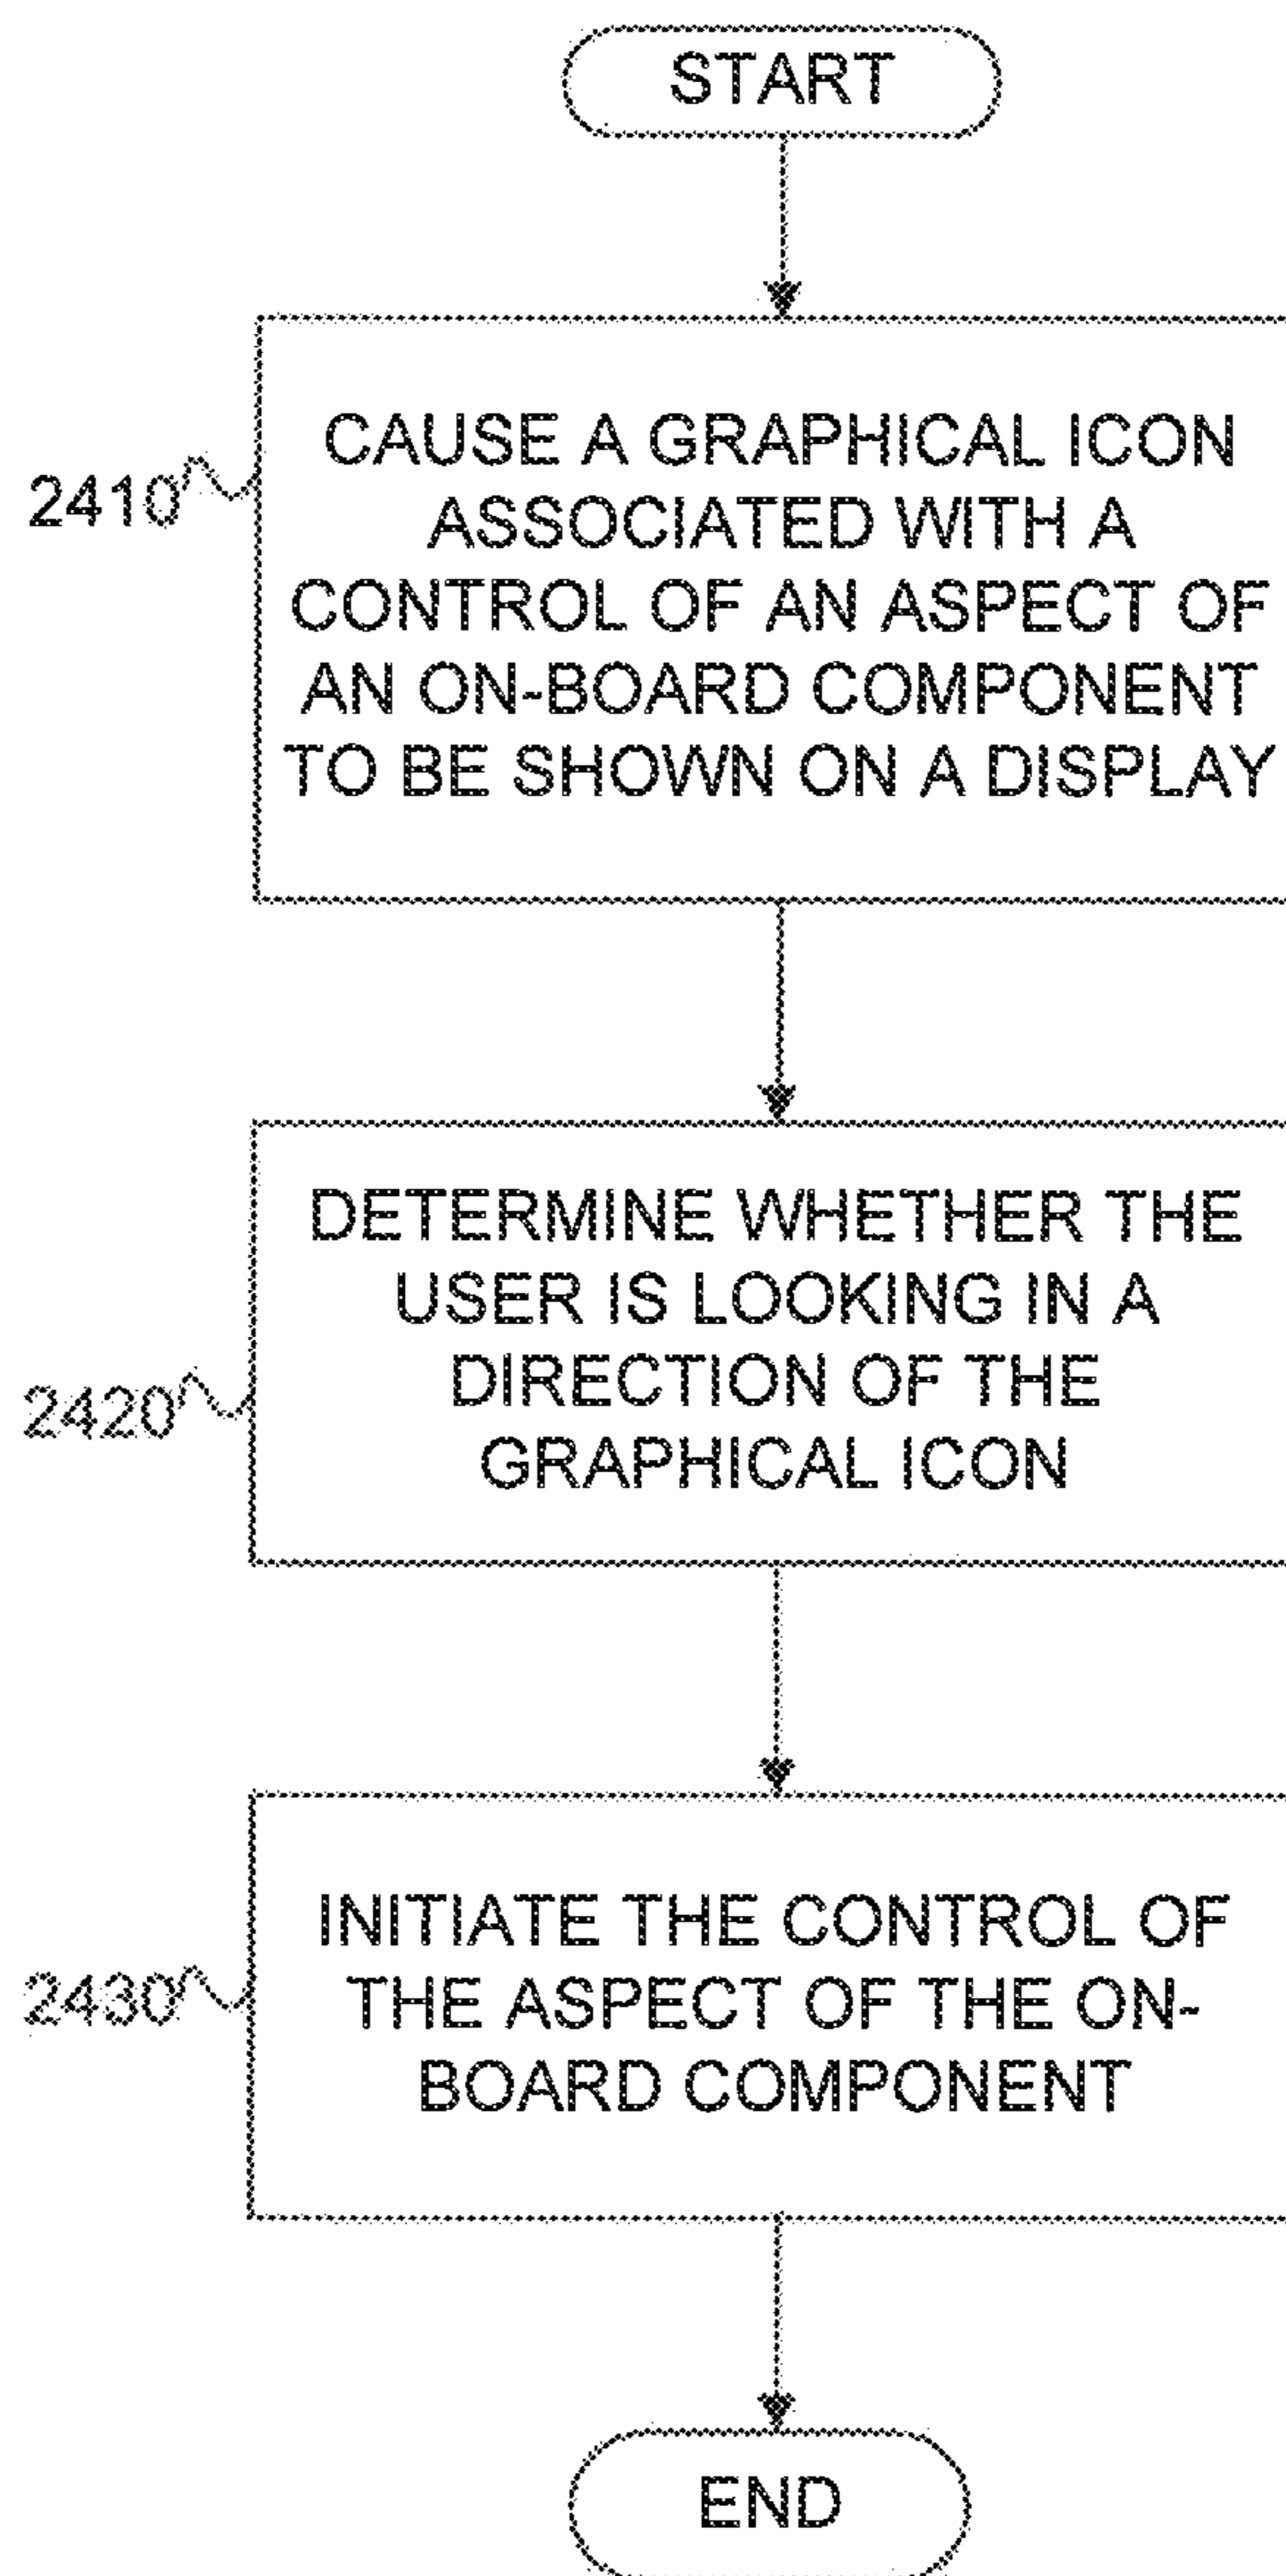 START
CAUSE A GRAPHICAL ICON
ASSOCIATED WITH A
CONTROL OF AN ASPECT OF
AN ON-BOARD COMPONENT
TO BE SHOWN ON A DISPLAY
2410
DETERMINE WHETHER THE
USER IS LOOKING IN A
DIRECTION OF THE
GRAPHICAL ICON
2420
INITIATE THE CONTROL OF
THE ASPECT OF THE ON-
BOARD COMPONENT
2430
END